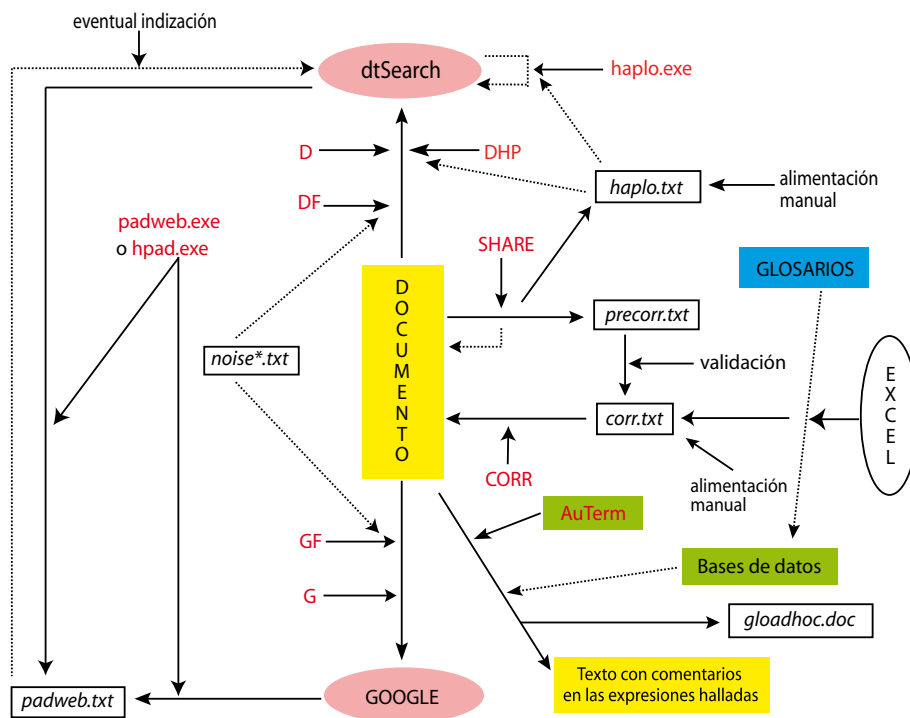 eventual indización
dtSearch
haplo.exe
D
DHP
haplo.txt
alimentación
manual
DF
padweb.exe
o hpad.exe
SHARE
GLOSARIOS
DOCUMENTO
precorr.txt
noise*.txt
validación
EXCEL
corr.txt
CORR
alimentación
manual
AuTerm
GF
Bases de datos
G
gloadhoc.doc
Texto con comentarios
en las expresiones halladas
padweb.txt
GOOGLE